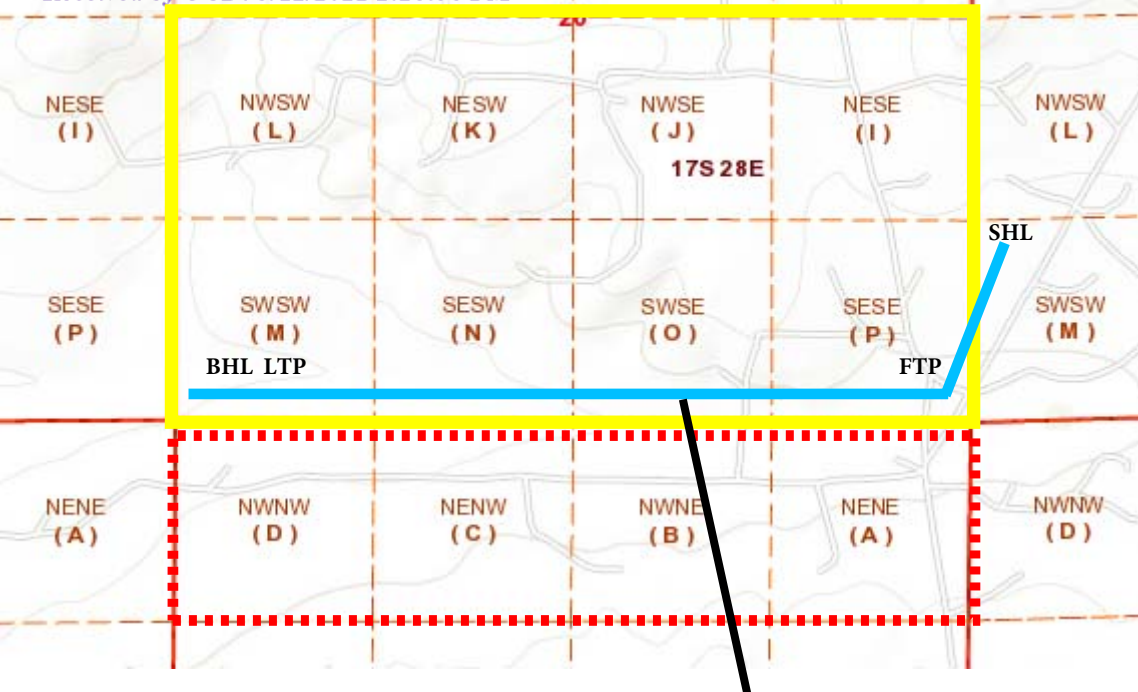 20
NESE NWSW NESW NWSE NESE NWSW
( I ) ( L ) ( K ) ( J ) ( I ) ( L )
17S 28E
SHL
SESE SWSW SESW SWSE SESE SWSW
( P ) ( M ) ( N ) ( O ) ( P ) ( M )
BHL LTP FTP
NENE NWNW NENW NWNE NENE NWNW
( A ) ( D ) ( C ) ( B ) ( A ) ( D )